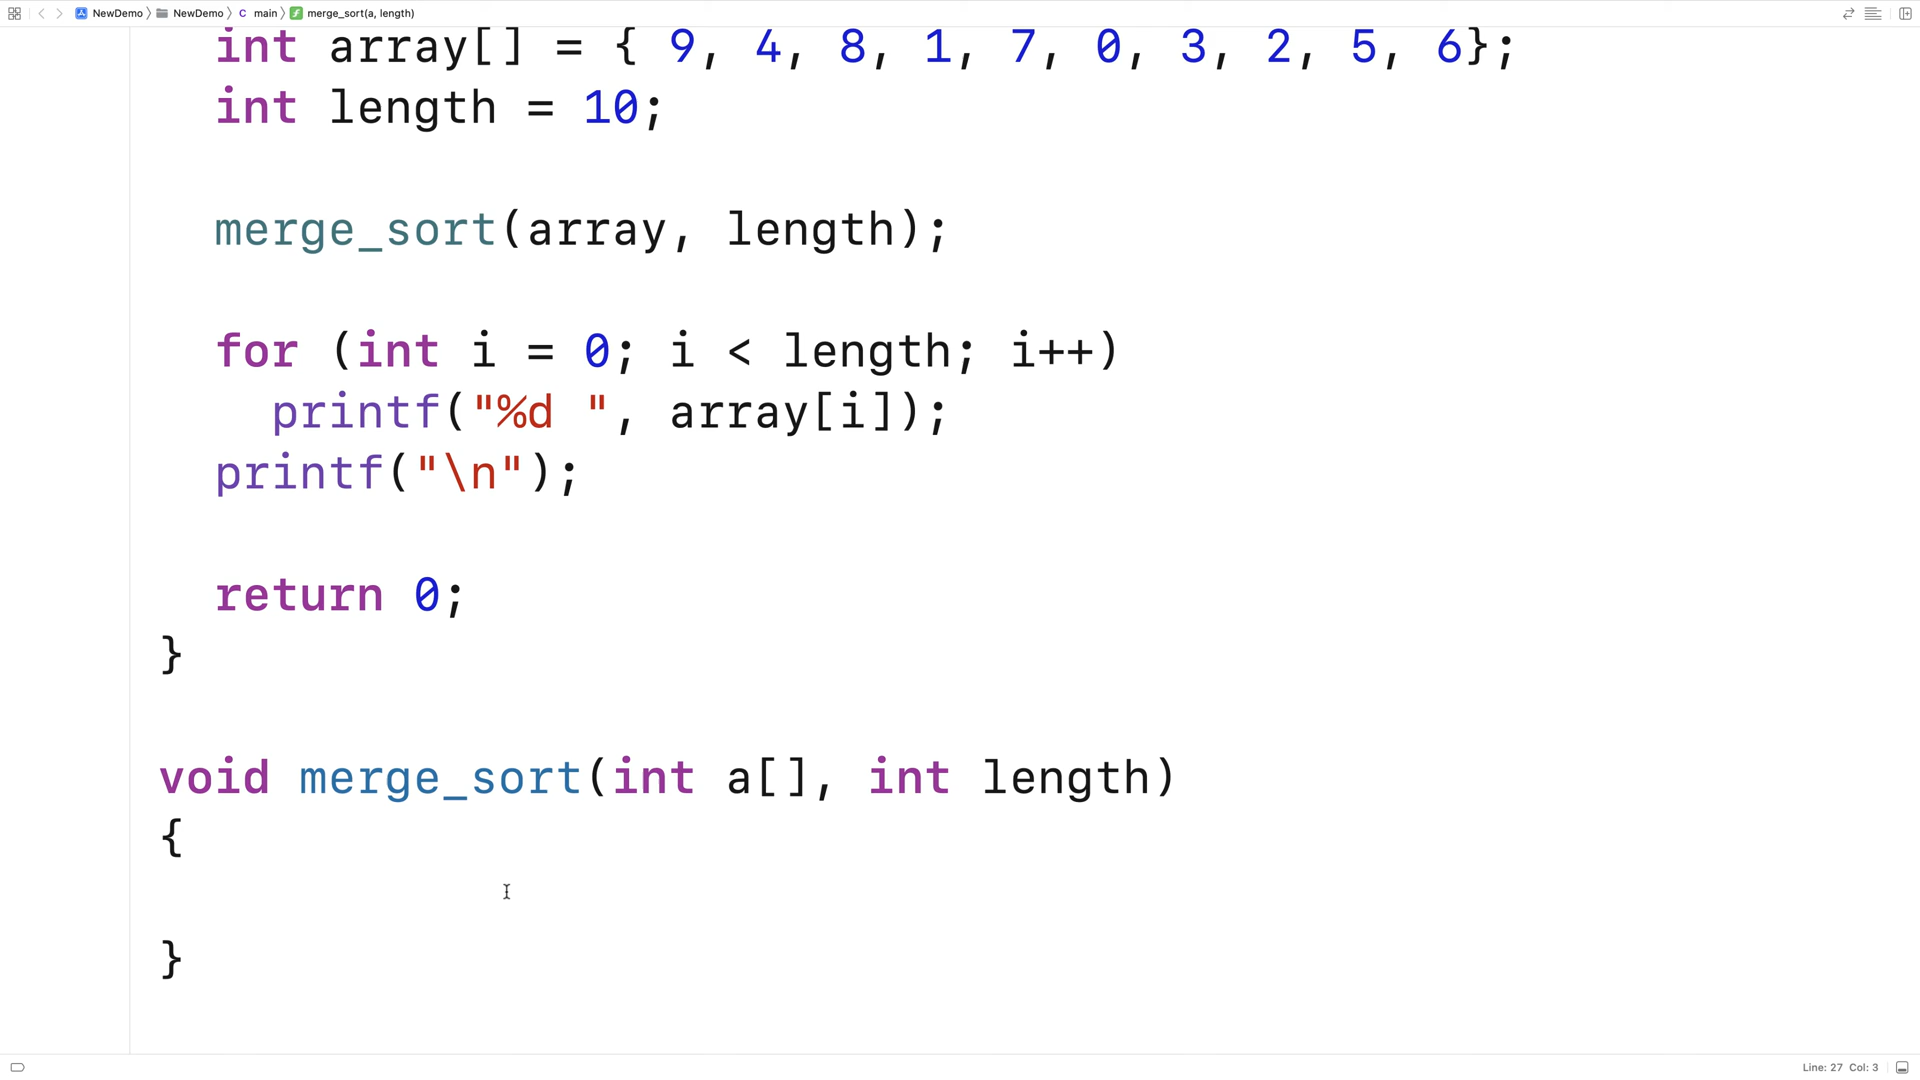 NewDemo NewDemo C main f merge_sort(a, length)
int array[] = { 9, 4, 8, 1, 7, 0, 3, 2, 5, 6};
int length = 10;
merge_sort(array, length);
for (int i = 0; i < length; i++)
printf("%d ", array[i]);
printf("\n");
return 0;
}
void merge_sort(int a[], int length)
{
}
Line: 27 Col: 3